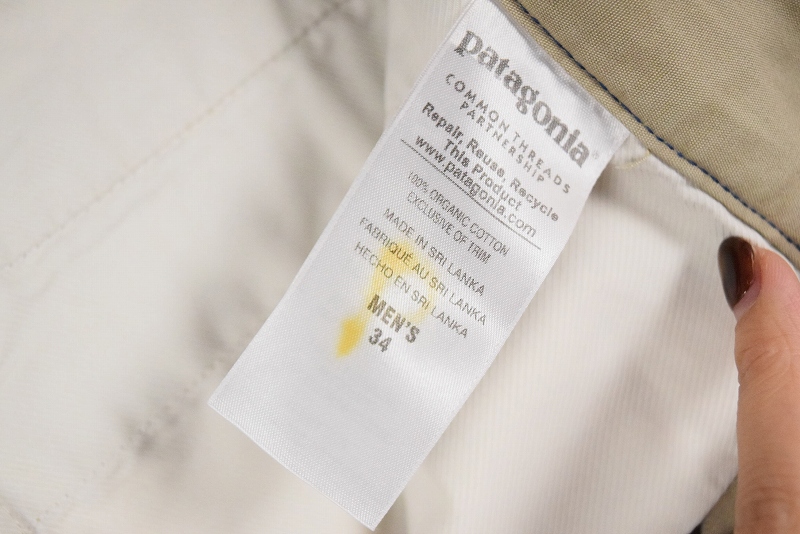 patagonia®
COMMON THREADS
PARTNERSHIP
Repair, Reuse, Recycle
This Product
www.patagonia.com
100% ORGANIC COTTON
EXCLUSIVE OF TRIM
MADE IN SRI LANKA
FABRIQUÉ AU SRI LANKA
HECHO EN SRI LANKA
MEN'S
34